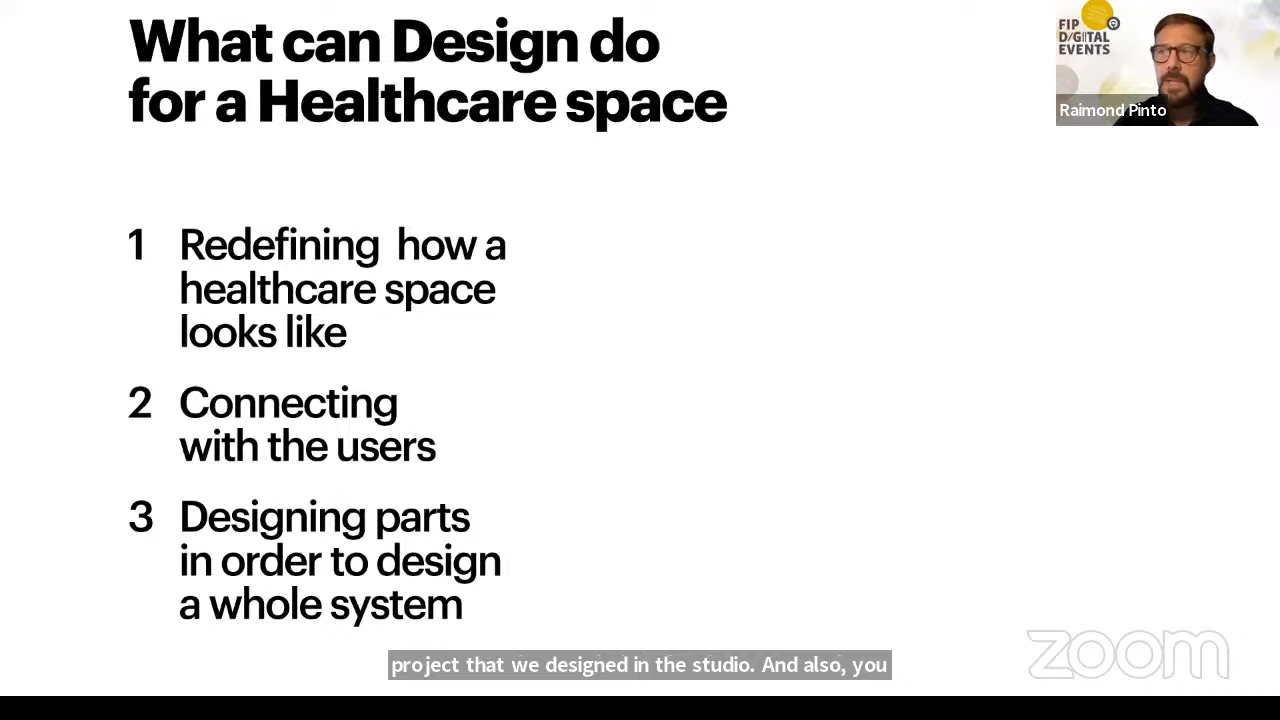 What can Design do
for a Healthcare space
FIP
D/G/TAL
EVENTS
Raimond Pinto
1 Redefining how a
healthcare space
looks like
2 Connecting
with the users
3 Designing parts
in order to design
a whole system
project that we designed in the studio. And also, you
zoom